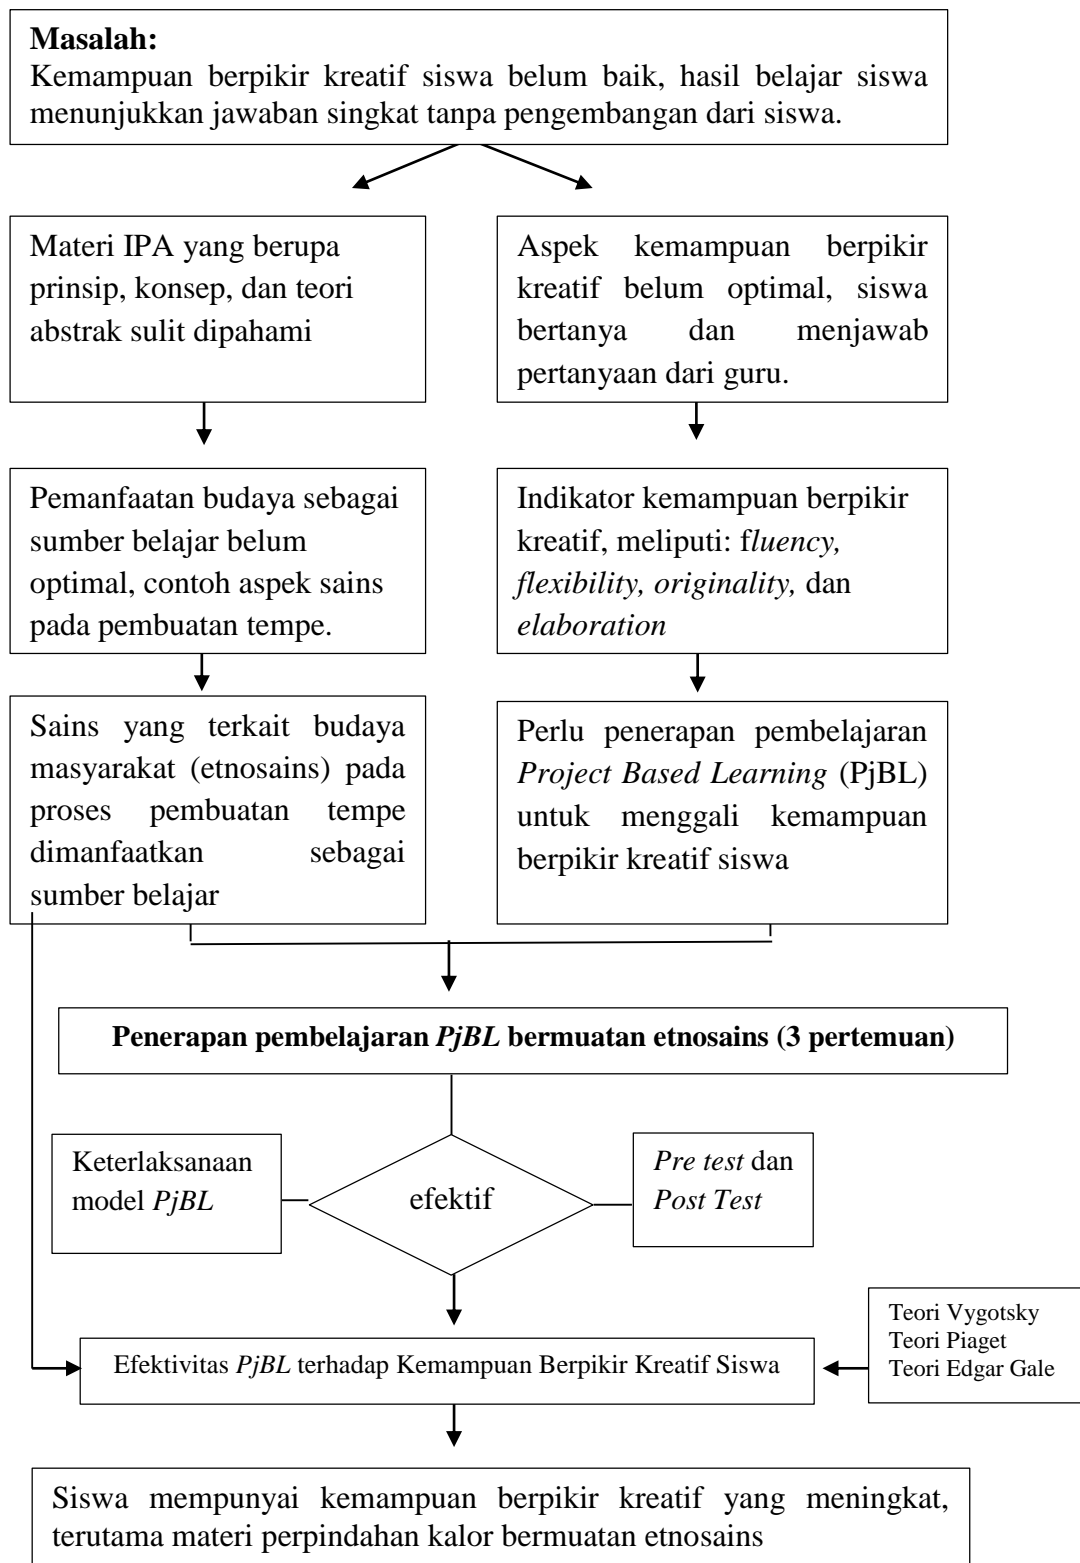 Masalah:
Kemampuan berpikir kreatif siswa belum baik, hasil belajar siswa
menunjukkan jawaban singkat tanpa pengembangan dari siswa.
Materi IPA yang berupa
prinsip, konsep, dan teori
abstrak sulit dipahami
Aspek kemampuan berpikir
kreatif belum optimal, siswa
bertanya dan menjawab
pertanyaan dari guru.
Pemanfaatan budaya sebagai
sumber belajar belum
optimal, contoh aspek sains
pada pembuatan tempe.
Indikator kemampuan berpikir
kreatif, meliputi: fluency,
flexibility, originality, dan
elaboration
Sains yang terkait budaya
masyarakat (etnosains) pada
proses pembuatan tempe
dimanfaatkan sebagai
sumber belajar
Perlu penerapan pembelajaran
Project Based Learning (PjBL)
untuk menggali kemampuan
berpikir kreatif siswa
Penerapan pembelajaran PjBL bermuatan etnosains (3 pertemuan)
Keterlaksanaan
model PjBL
efektif
Pre test dan
Post Test
Teori Vygotsky
Teori Piaget
Teori Edgar Gale
Efektivitas PjBL terhadap Kemampuan Berpikir Kreatif Siswa
Siswa mempunyai kemampuan berpikir kreatif yang meningkat,
terutama materi perpindahan kalor bermuatan etnosains